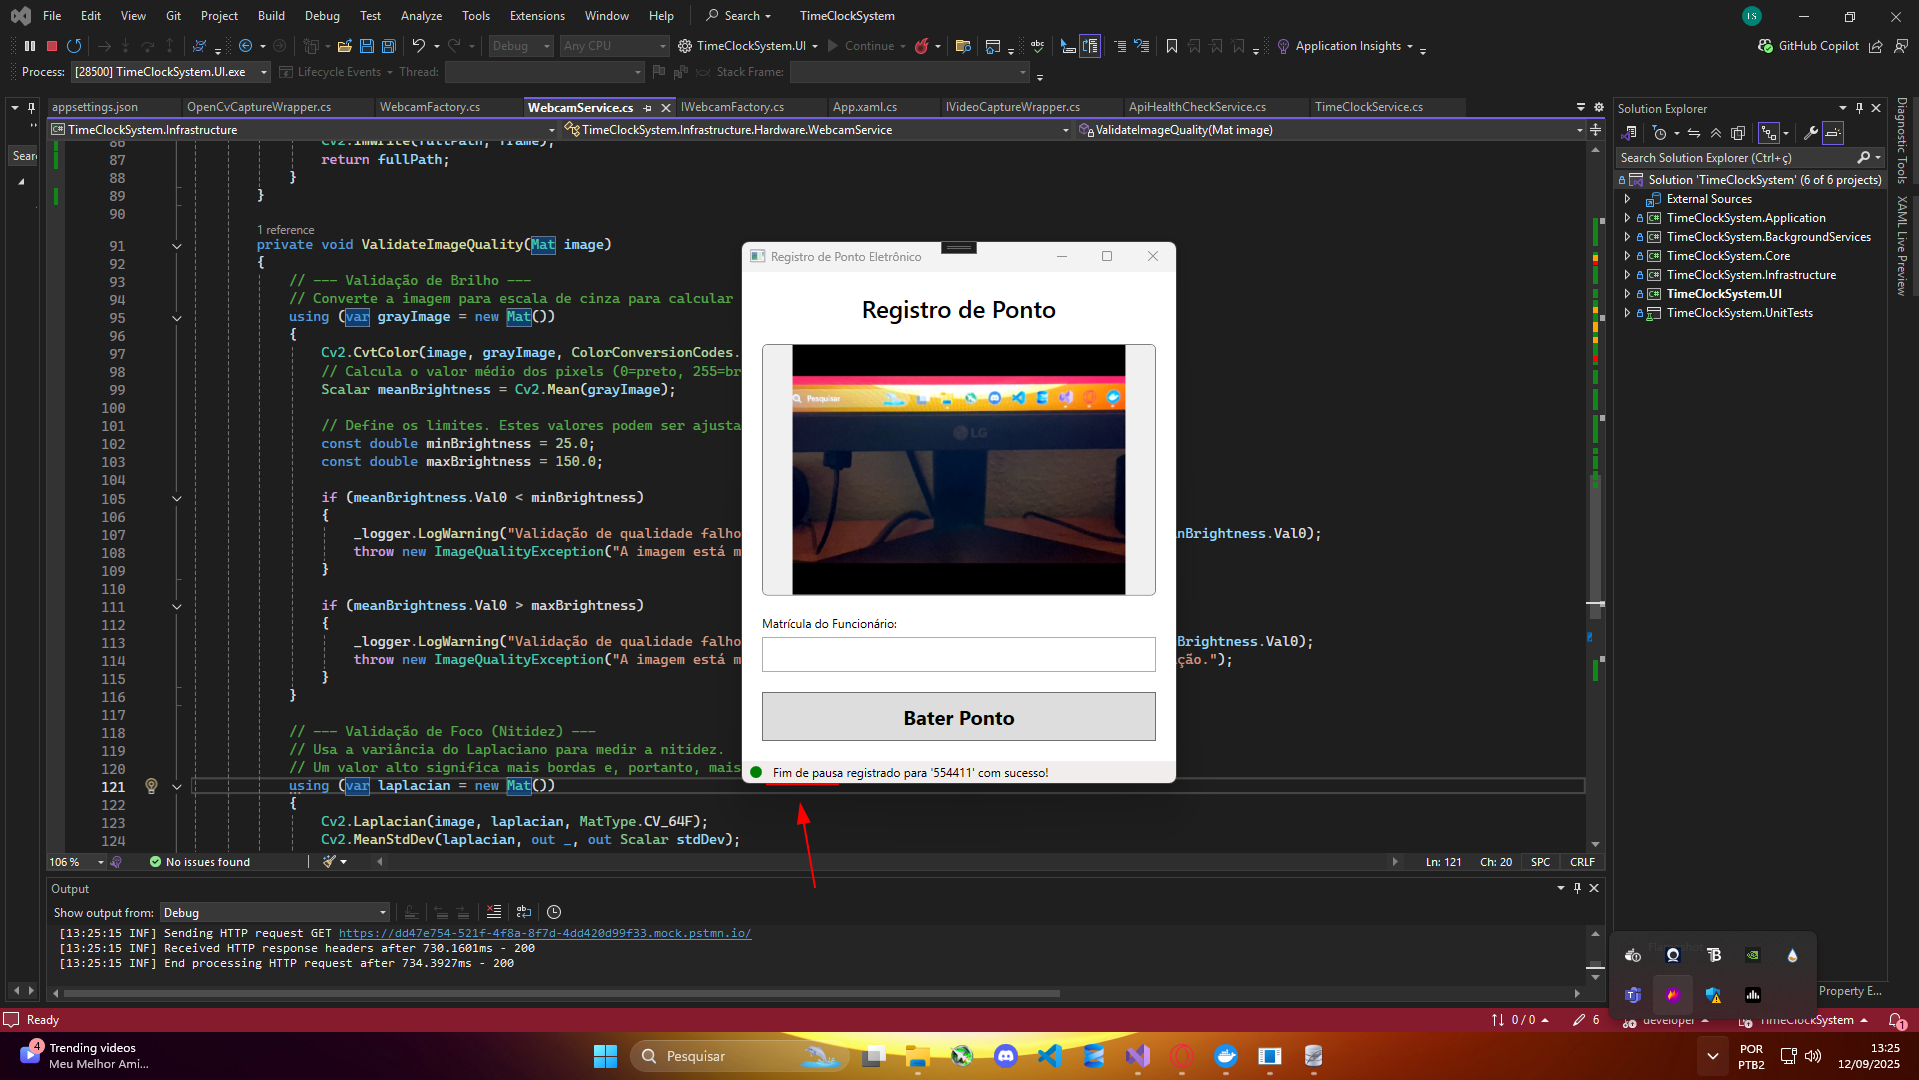 File Edit View Git Project Build Debug Test Analyze Tools Extensions Window Help Search TimeClockSystem IS
Debug Any CPU TimeClockSystem.UI Continue Application Insights GitHub Copilot
Process: [28500] TimeClockSystem.UI.exe Lifecycle Events Thread: Stack Frame:
appsettings.json OpenCvCaptureWrapper.cs WebcamFactory.cs WebcamService.cs IWebcamFactory.cs App.xaml.cs IVideoCaptureWrapper.cs ApiHealthCheckService.cs TimeClockService.cs
TimeClockSystem.Infrastructure TimeClockSystem.Infrastructure.Hardware.WebcamService ValidateImageQuality(Mat image)
Sear
86 Cv2.ImWrite(fullPath, frame);
87 return fullPath;
88 }
89 }
90
1 reference
91 private void ValidateImageQuality(Mat image)
92 {
93 // --- Validação de Brilho ---
94 // Converte a imagem para escala de cinza para calcular
95 using (var grayImage = new Mat())
96 {
97 Cv2.CvtColor(image, grayImage, ColorConversionCodes.
98 // Calcula o valor médio dos pixels (0=preto, 255=br
99 Scalar meanBrightness = Cv2.Mean(grayImage);
100
101 // Define os limites. Estes valores podem ser ajusta
102 const double minBrightness = 25.0;
103 const double maxBrightness = 150.0;
104
105 if (meanBrightness.Val0 < minBrightness)
106 {
107 _logger.LogWarning("Validação de qualidade falho nBrightness.Val0);
108 throw new ImageQualityException("A imagem está m
109 }
110
111 if (meanBrightness.Val0 > maxBrightness)
112 {
113 _logger.LogWarning("Validação de qualidade falho Brightness.Val0);
114 throw new ImageQualityException("A imagem está m ção.");
115 }
116 }
117
118 // --- Validação de Foco (Nitidez) ---
119 // Usa a variância do Laplaciano para medir a nitidez.
120 // Um valor alto significa mais bordas e, portanto, mais
121 using (var laplacian = new Mat())
122 {
123 Cv2.Laplacian(image, laplacian, MatType.CV_64F);
124 Cv2.MeanStdDev(laplacian, out _, out Scalar stdDev);
106 % No issues found Ln: 121 Ch: 20 SPC CRLF
Registro de Ponto Eletrônico
Registro de Ponto
Pesquisar
LG
Matrícula do Funcionário:
Bater Ponto
Fim de pausa registrado para '554411' com sucesso!
Output
Show output from: Debug
[13:25:15 INF] Sending HTTP request GET https://dd47e754-521f-4f8a-8f7d-4dd420d99f33.mock.pstmn.io/
[13:25:15 INF] Received HTTP response headers after 730.1601ms - 200
[13:25:15 INF] End processing HTTP request after 734.3927ms - 200
Solution Explorer
Search Solution Explorer (Ctrl+ç)
Solution 'TimeClockSystem' (6 of 6 projects)
External Sources
TimeClockSystem.Application
TimeClockSystem.BackgroundServices
TimeClockSystem.Core
TimeClockSystem.Infrastructure
TimeClockSystem.UI
TimeClockSystem.UnitTests
Diagnostic Tools
XAML Live Preview
Property E...
Ready 0 / 0 6 developer TimeClockSystem 1
4 Trending videos
Meu Melhor Ami...
Pesquisar
POR
PTB2
13:25
12/09/2025